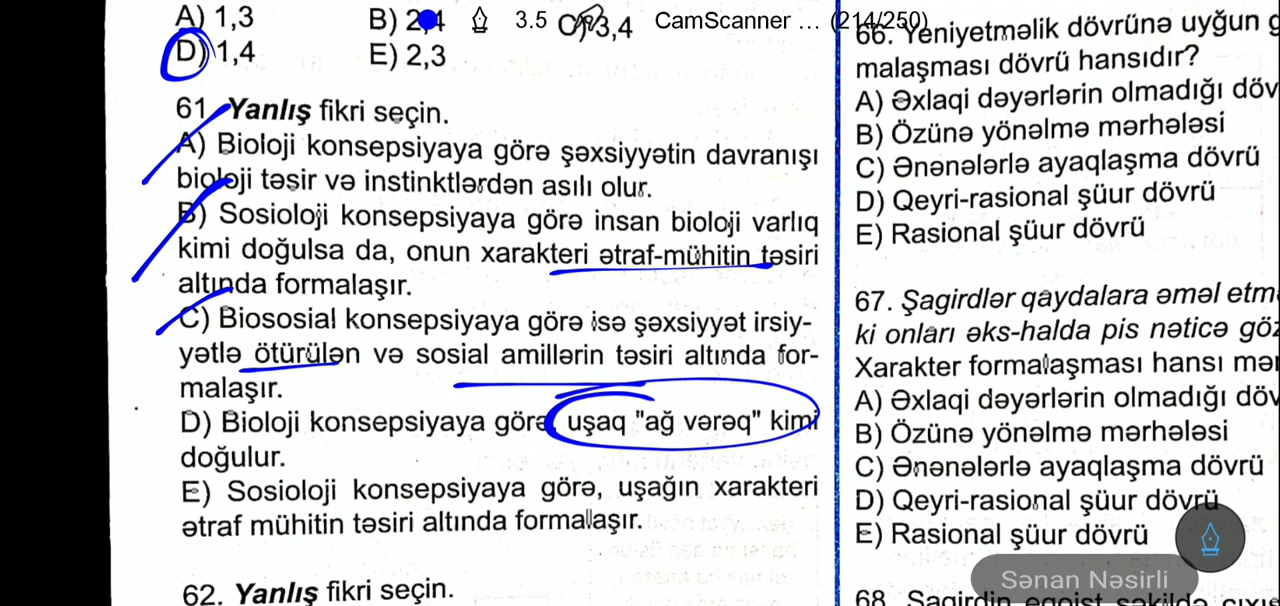 A) 1,3 B) 2,4 3.5 C) 3,4 CamScanner ... (214/250)
D) 1,4 E) 2,3
61. Yanlış fikri seçin.
A) Bioloji konsepsiyaya görə şəxsiyyətin davranışı
bioloji təsir və instinktlərdən asılı olur.
B) Sosioloji konsepsiyaya görə insan bioloji varlıq
kimi doğulsa da, onun xarakteri ətraf-mühitin təsiri
altında formalaşır.
C) Biososial konsepsiyaya görə isə şəxsiyyət irsiy-
yətlə ötürülən və sosial amillərin təsiri altında for-
malaşır.
D) Bioloji konsepsiyaya görə, uşaq "ağ vərəq" kimi
doğulur.
E) Sosioloji konsepsiyaya görə, uşağın xarakteri
ətraf mühitin təsiri altında formalaşır.
62. Yanlış fikri seçin.
66. Yeniyetməlik dövrünə uyğun
malaşması dövrü hansıdır?
A) Əxlaqi dəyərlərin olmadığı döv
B) Özünə yönəlmə mərhələsi
C) Ənənələrlə ayaqlaşma dövrü
D) Qeyri-rasional şüur dövrü
E) Rasional şüur dövrü
67. Şagirdlər qaydalara əməl etm
ki onları əks-halda pis nəticə göz
Xarakter formalaşması hansı mər
A) Əxlaqi dəyərlərin olmadığı döv
B) Özünə yönəlmə mərhələsi
C) Ənənələrlə ayaqlaşma dövrü
D) Qeyri-rasional şüur dövrü
E) Rasional şüur dövrü
Sənan Nəsirli
68. Şagirdin eqoist şəkildə